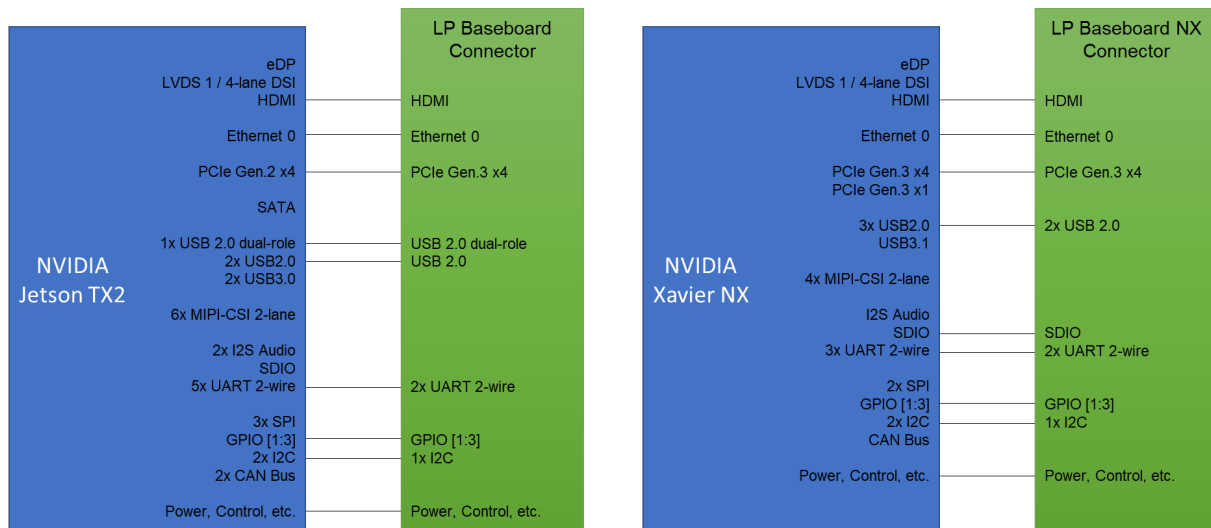 NVIDIA
Jetson TX2
eDP
LVDS 1 / 4-lane DSI
HDMI
Ethernet 0
PCIe Gen.2 x4
SATA
1x USB 2.0 dual-role
2x USB2.0
2x USB3.0
6x MIPI-CSI 2-lane
2x I2S Audio
SDIO
5x UART 2-wire
3x SPI
GPIO [1:3]
2x I2C
2x CAN Bus
Power, Control, etc.
LP Baseboard
Connector
HDMI
Ethernet 0
PCIe Gen.3 x4
USB 2.0 dual-role
USB 2.0
2x UART 2-wire
GPIO [1:3]
1x I2C
Power, Control, etc.
NVIDIA
Xavier NX
eDP
LVDS 1 / 4-lane DSI
HDMI
Ethernet 0
PCIe Gen.3 x4
PCIe Gen.3 x1
3x USB2.0
USB3.1
4x MIPI-CSI 2-lane
I2S Audio
SDIO
3x UART 2-wire
2x SPI
GPIO [1:3]
2x I2C
CAN Bus
Power, Control, etc.
LP Baseboard NX
Connector
HDMI
Ethernet 0
PCIe Gen.3 x4
2x USB 2.0
SDIO
2x UART 2-wire
GPIO [1:3]
1x I2C
Power, Control, etc.